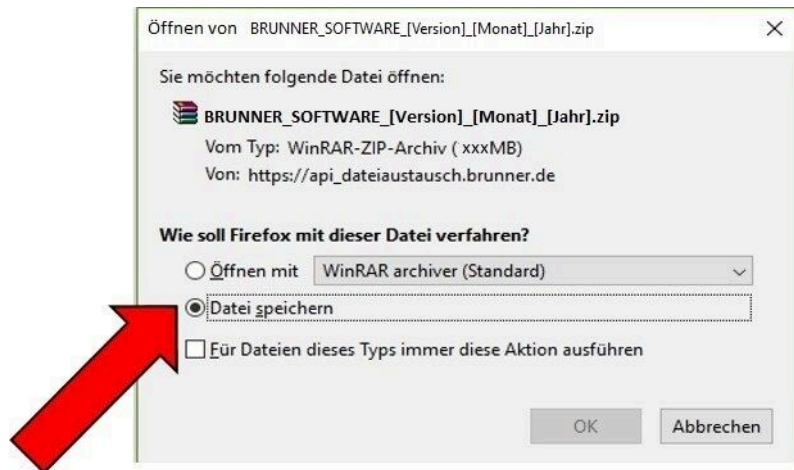 Öffnen von BRUNNER_SOFTWARE_[Version]_[Monat]_[Jahr].zip
Sie möchten folgende Datei öffnen:
BRUNNER_SOFTWARE_[Version]_[Monat]_[Jahr].zip
Vom Typ: WinRAR-ZIP-Archiv ( xxxMB)
Von: https://api_dateiaustausch.brunner.de
Wie soll Firefox mit dieser Datei verfahren?
Öffnen mit WinRAR archiver (Standard)
Datei speichern
Für Dateien dieses Typs immer diese Aktion ausführen
OK Abbrechen